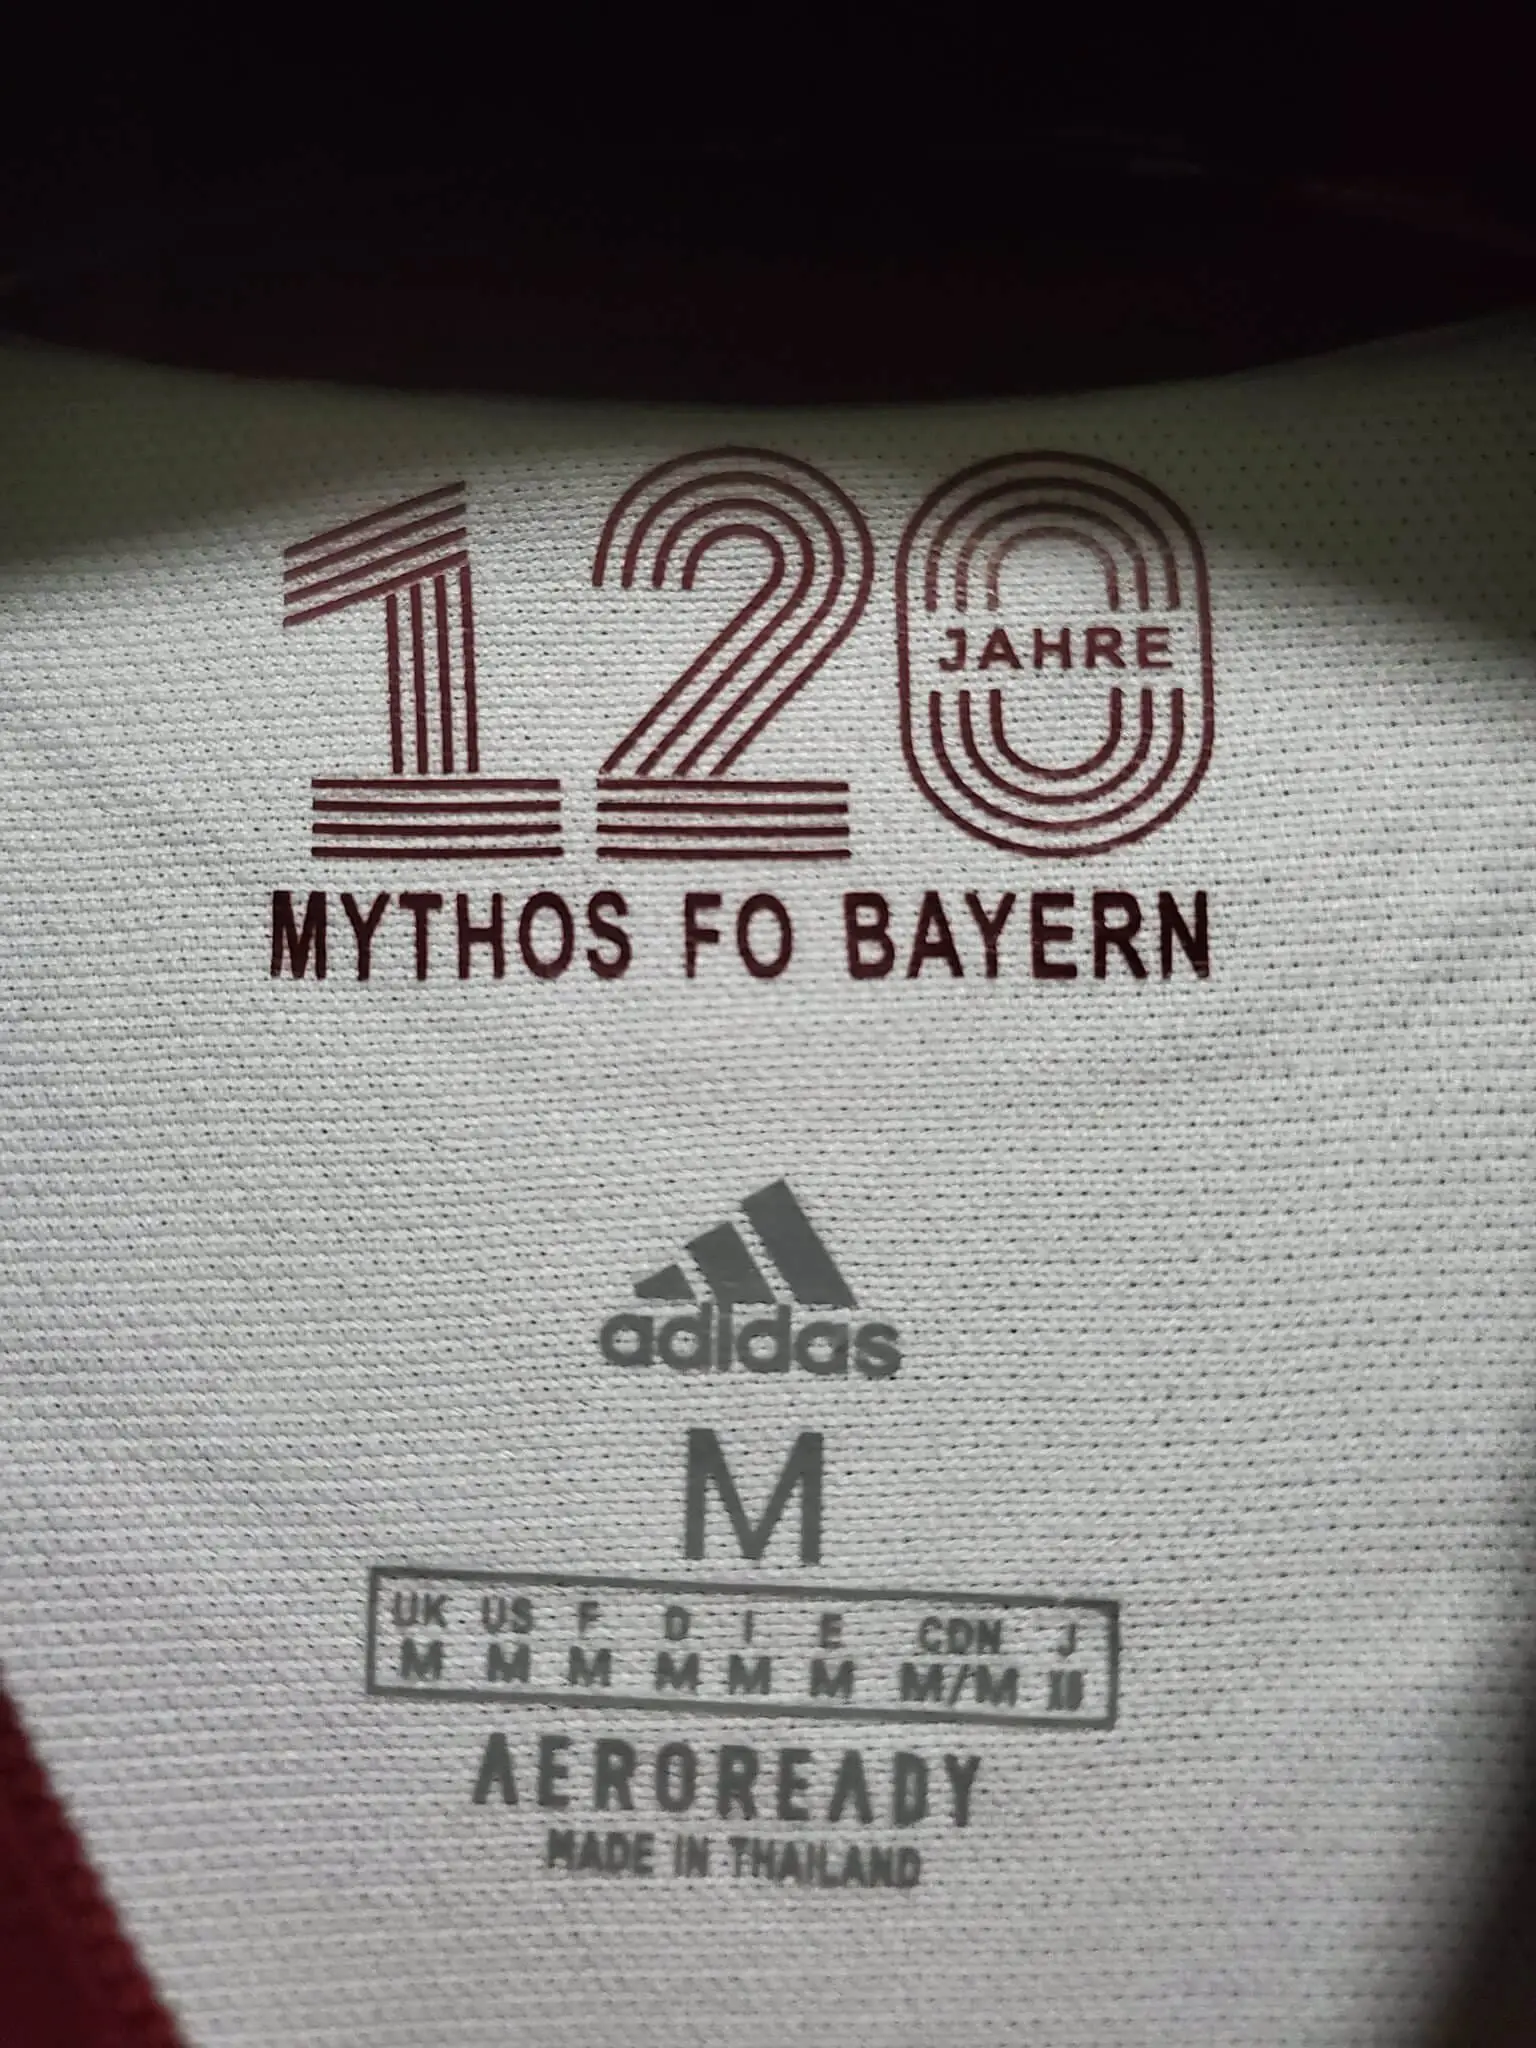 120
JAHRE
MYTHOS FO BAYERN
adidas
M
UK US F D I E CDN J
M M M M M M M/M
AEROREADY
MADE IN THAILAND